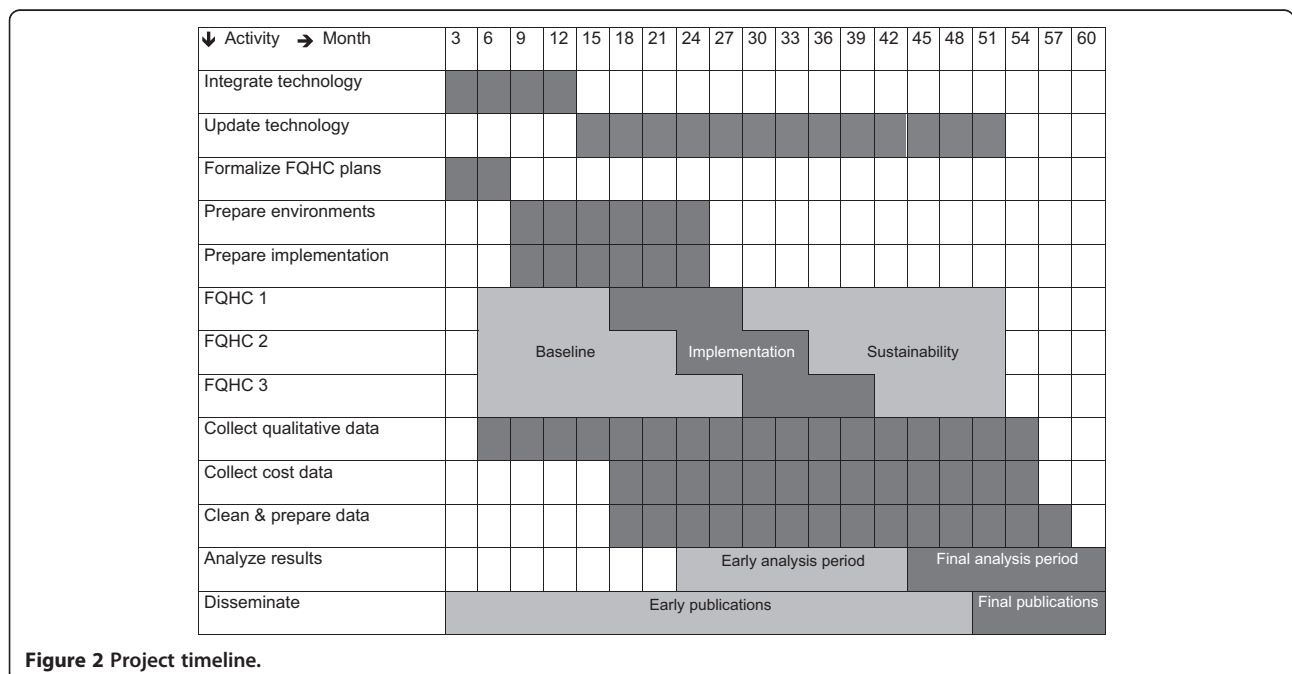 🡻 Activity ➔ Month 3 6 9 12 15 18 21 24 27 30 33 36 39 42 45 48 51 54 57 60
Integrate technology
Update technology
Formalize FQHC plans
Prepare environments
Prepare implementation
FQHC 1
FQHC 2 Baseline Implementation Sustainability
FQHC 3
Collect qualitative data
Collect cost data
Clean & prepare data
Analyze results Early analysis period Final analysis period
Disseminate Early publications Final publications
Figure 2 Project timeline.